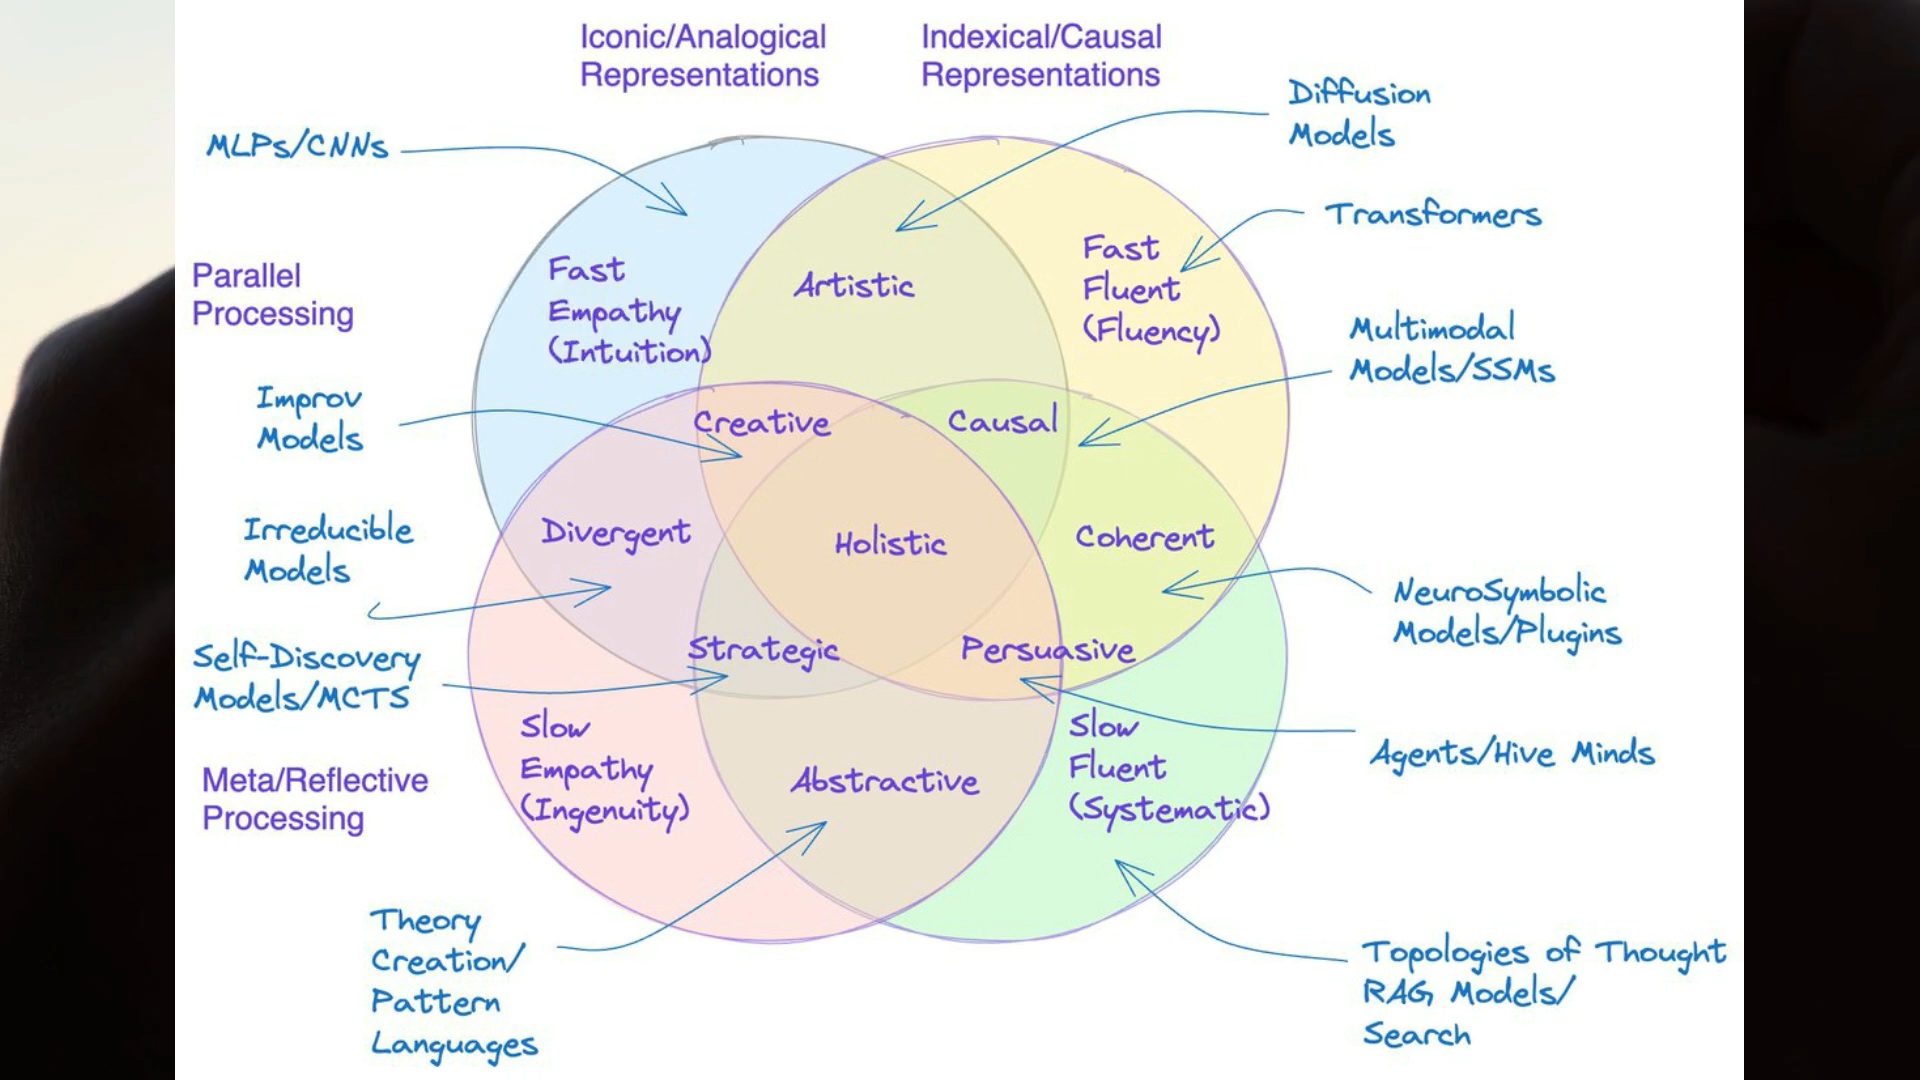 Iconic/Analogical
Representations
Indexical/Causal
Representations
Diffusion
Models
MLPs/CNNs
Transformers
Parallel
Processing
Fast
Empathy
(Intuition)
Artistic
Fast
Fluent
(Fluency)
Multimodal
Models/SSMs
Improv
Models
Creative
Causal
Irreducible
Models
Divergent
Holistic
Coherent
NeuroSymbolic
Models/Plugins
Self-Discovery
Models/MCTS
Strategic
Persuasive
Agents/Hive Minds
Meta/Reflective
Processing
Slow
Empathy
(Ingenuity)
Abstractive
Slow
Fluent
(Systematic)
Theory
Creation/
Pattern
Languages
Topologies of Thought
RAG Models/
Search